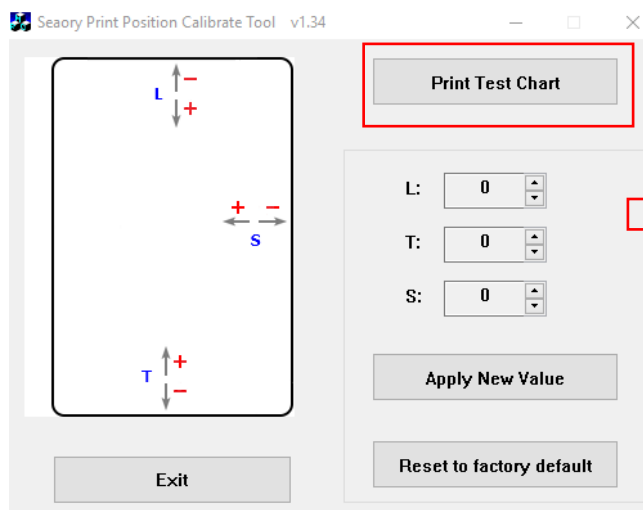 Seaory Print Position Calibrate Tool v1.34
L
−
+
+ −
S
T
+
−
Exit
Print Test Chart
L: 0
T: 0
S: 0
Apply New Value
Reset to factory default